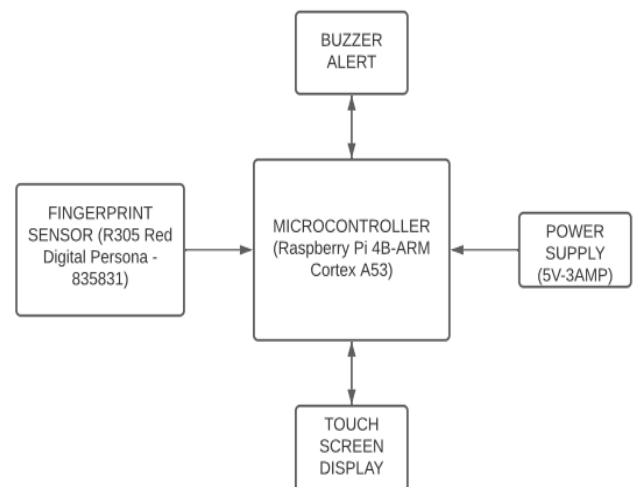 BUZZER
ALERT
FINGERPRINT
SENSOR (R305 Red
Digital Persona -
835831)
MICROCONTROLLER
(Raspberry Pi 4B-ARM
Cortex A53)
POWER
SUPPLY
(5V-3AMP)
TOUCH
SCREEN
DISPLAY